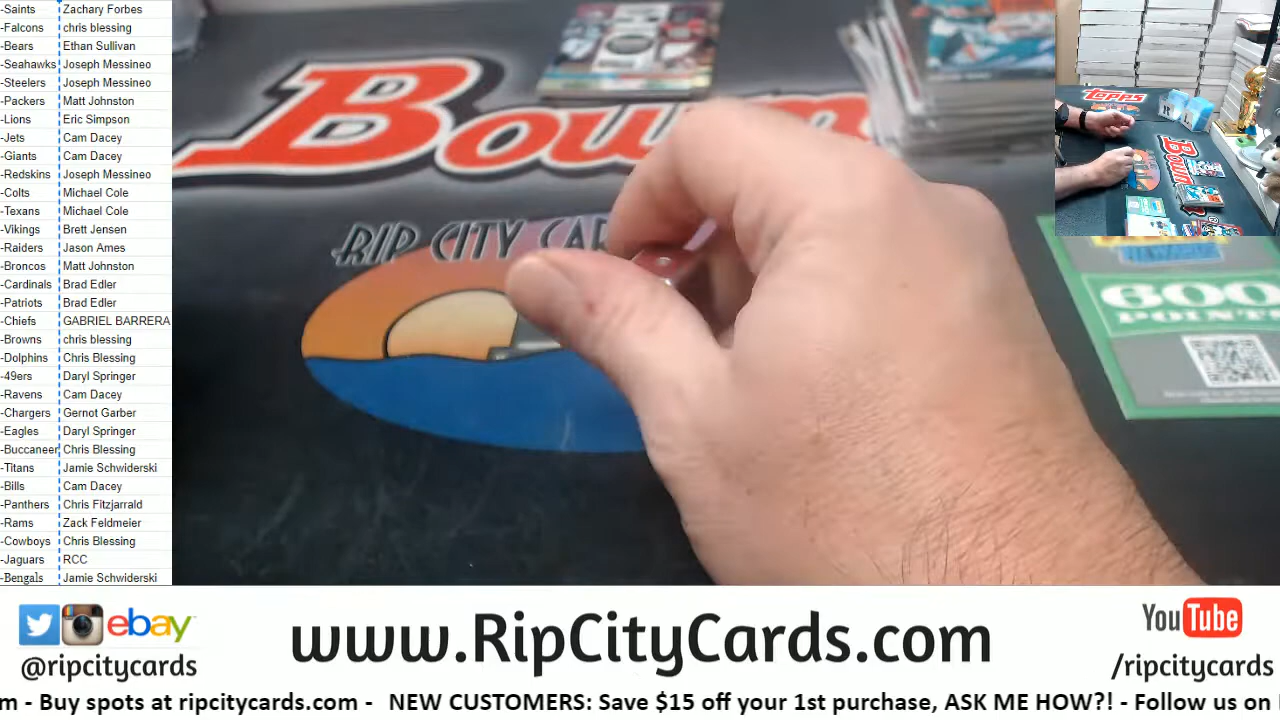 -Saints Zachary Forbes
-Falcons chris blessing
-Bears Ethan Sullivan
-Seahawks Joseph Messineo
-Steelers Joseph Messineo
-Packers Matt Johnston
-Lions Eric Simpson
-Jets Cam Dacey
-Giants Cam Dacey
-Redskins Joseph Messineo
-Colts Michael Cole
-Texans Michael Cole
-Vikings Brett Jensen
-Raiders Jason Ames
-Broncos Matt Johnston
-Cardinals Brad Edler
-Patriots Brad Edler
-Chiefs GABRIEL BARRERA
-Browns chris blessing
-Dolphins Chris Blessing
-49ers Daryl Springer
-Ravens Cam Dacey
-Chargers Gernot Garber
-Eagles Daryl Springer
-Buccaneer Chris Blessing
-Titans Jamie Schwiderski
-Bills Cam Dacey
-Panthers Chris Fitzjarrald
-Rams Zack Feldmeier
-Cowboys Chris Blessing
-Jaguars RCC
-Bengals Jamie Schwiderski
Bow
RIP CITY CAR
600
POINTS
Topps
Bown
ebay
@ripcitycards
www.RipCityCards.com
YouTube
/ripcitycards
m - Buy spots at ripcitycards.com - NEW CUSTOMERS: Save $15 off your 1st purchase, ASK ME HOW?! - Follow us on